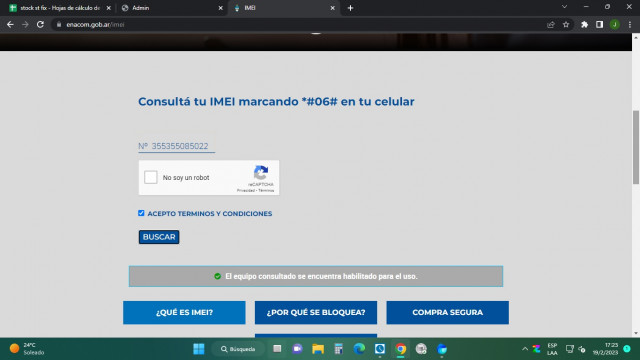 stock st fix - Hojas de cálculo de
Admin
IMEI
enacom.gob.ar/imei
J
Consultá tu IMEI marcando *#06# en tu celular
Nº 355355085022
No soy un robot
reCAPTCHA
Privacidad - Términos
ACEPTO TERMINOS Y CONDICIONES
BUSCAR
El equipo consultado se encuentra habilitado para el uso.
¿QUÉ ES IMEI?
¿POR QUÉ SE BLOQUEA?
COMPRA SEGURA
24°C
Soleado
Búsqueda
ESP
LAA
17:23
19/2/2023